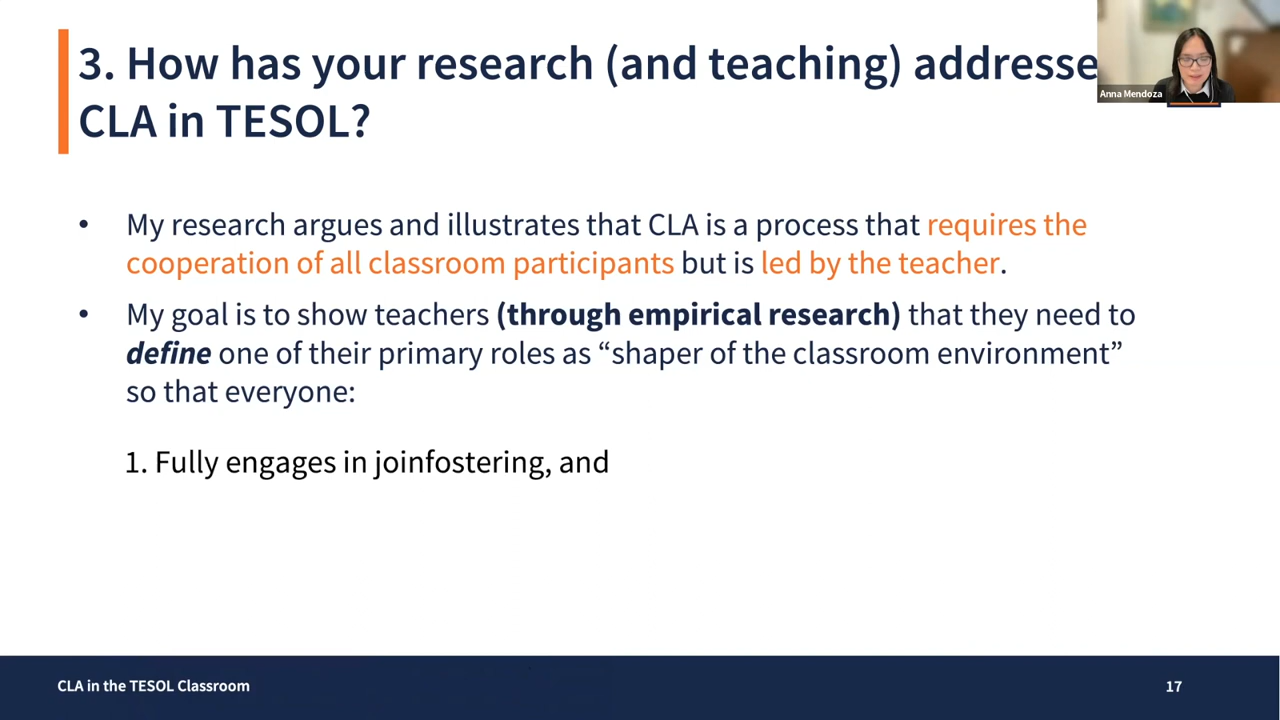 3. How has your research (and teaching) addresse
CLA in TESOL?
Anna Mendoza
• My research argues and illustrates that CLA is a process that requires the
cooperation of all classroom participants but is led by the teacher.
• My goal is to show teachers (through empirical research) that they need to
define one of their primary roles as “shaper of the classroom environment”
so that everyone:
1. Fully engages in joinfostering, and
CLA in the TESOL Classroom
17